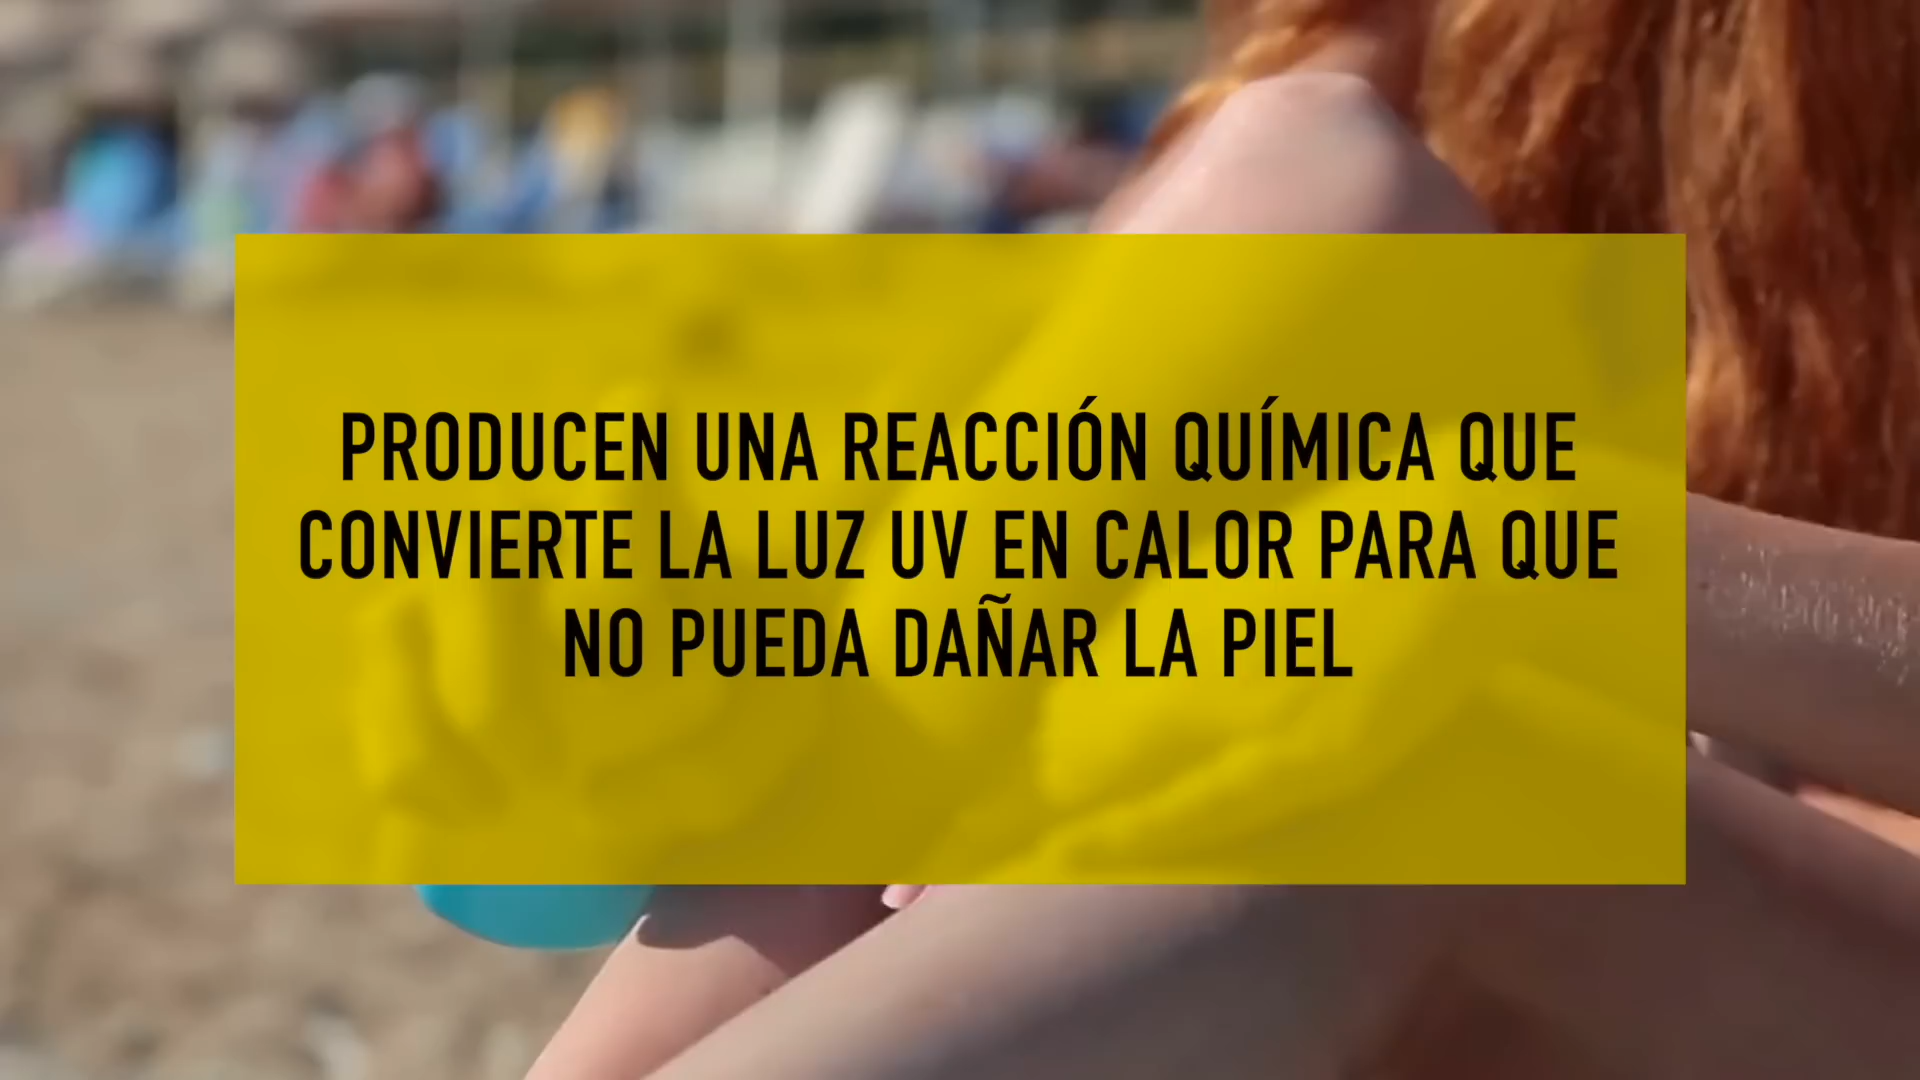 PRODUCEN UNA REACCIÓN QUÍMICA QUE
CONVIERTE LA LUZ UV EN CALOR PARA QUE
NO PUEDA DAÑAR LA PIEL